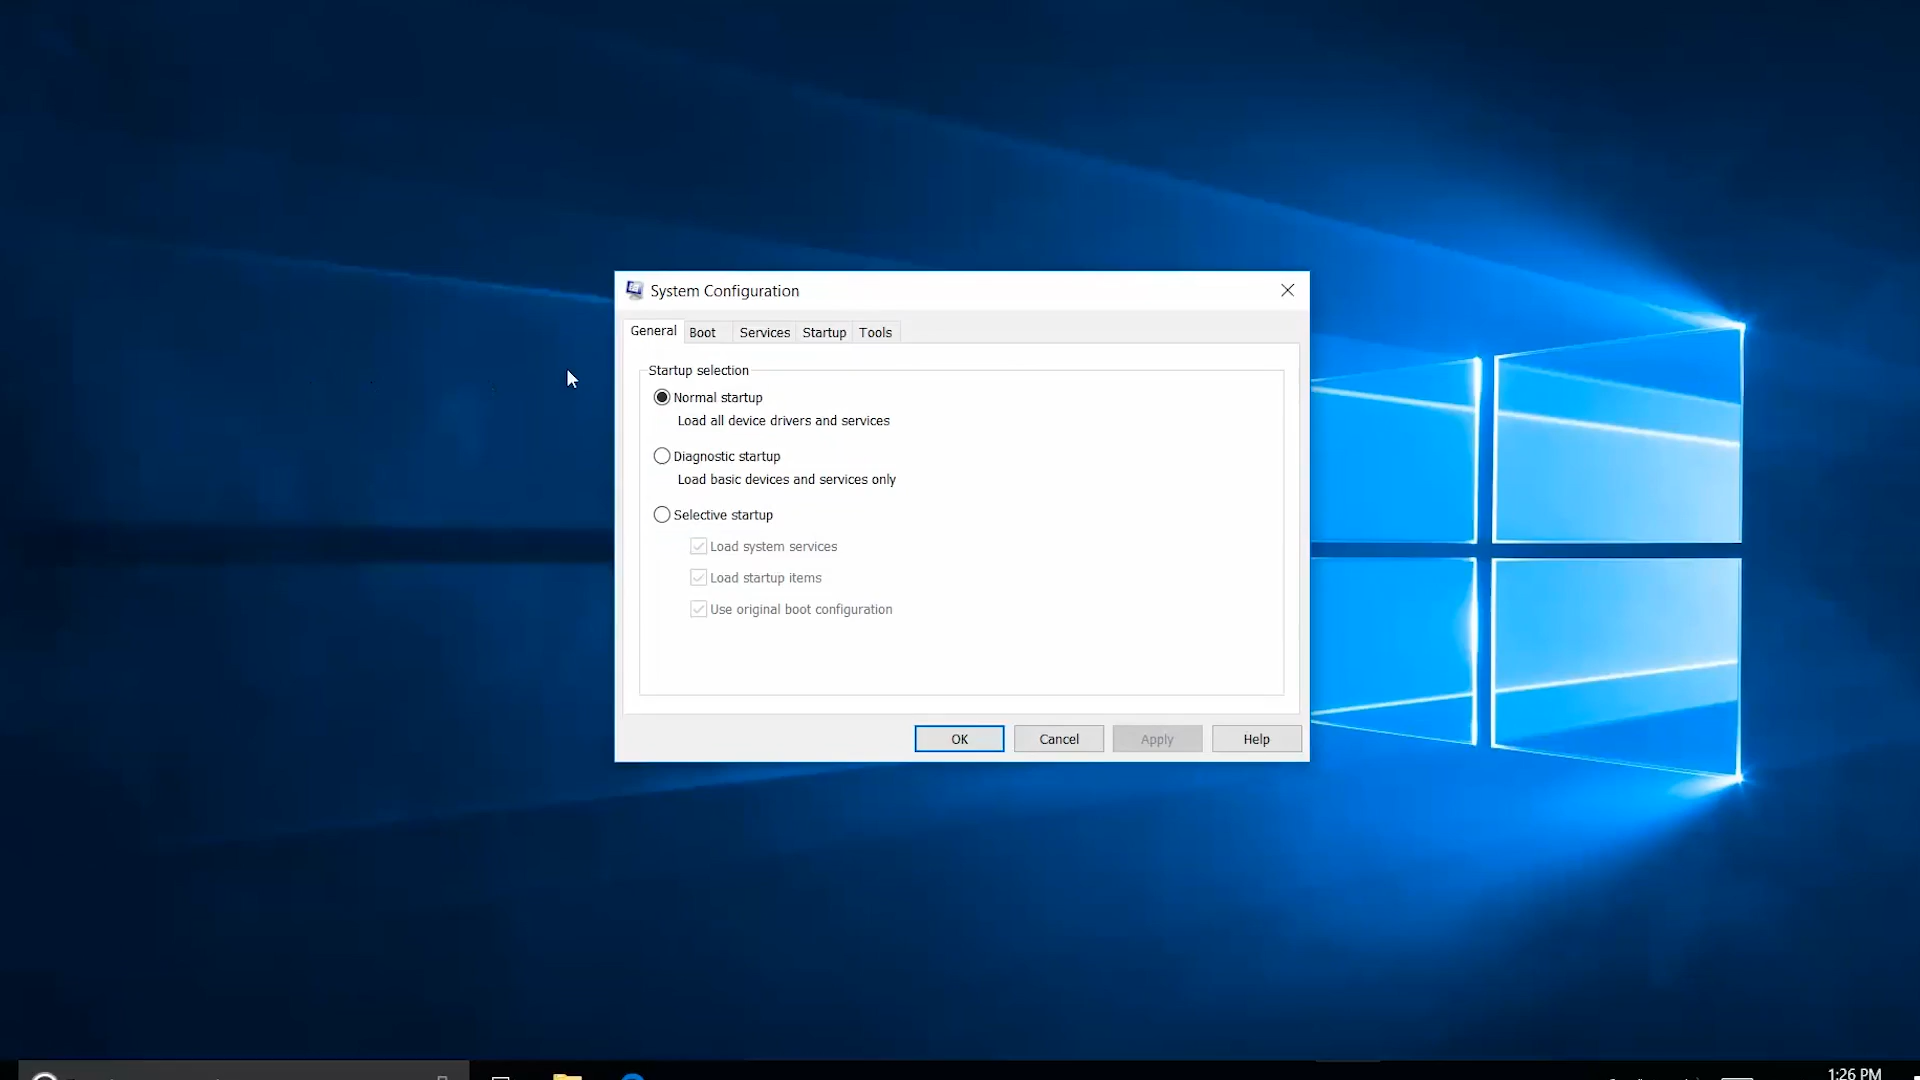 System Configuration
General Boot Services Startup Tools
Startup selection
Normal startup
Load all device drivers and services
Diagnostic startup
Load basic devices and services only
Selective startup
Load system services
Load startup items
Use original boot configuration
OK Cancel Apply Help
1:26 PM